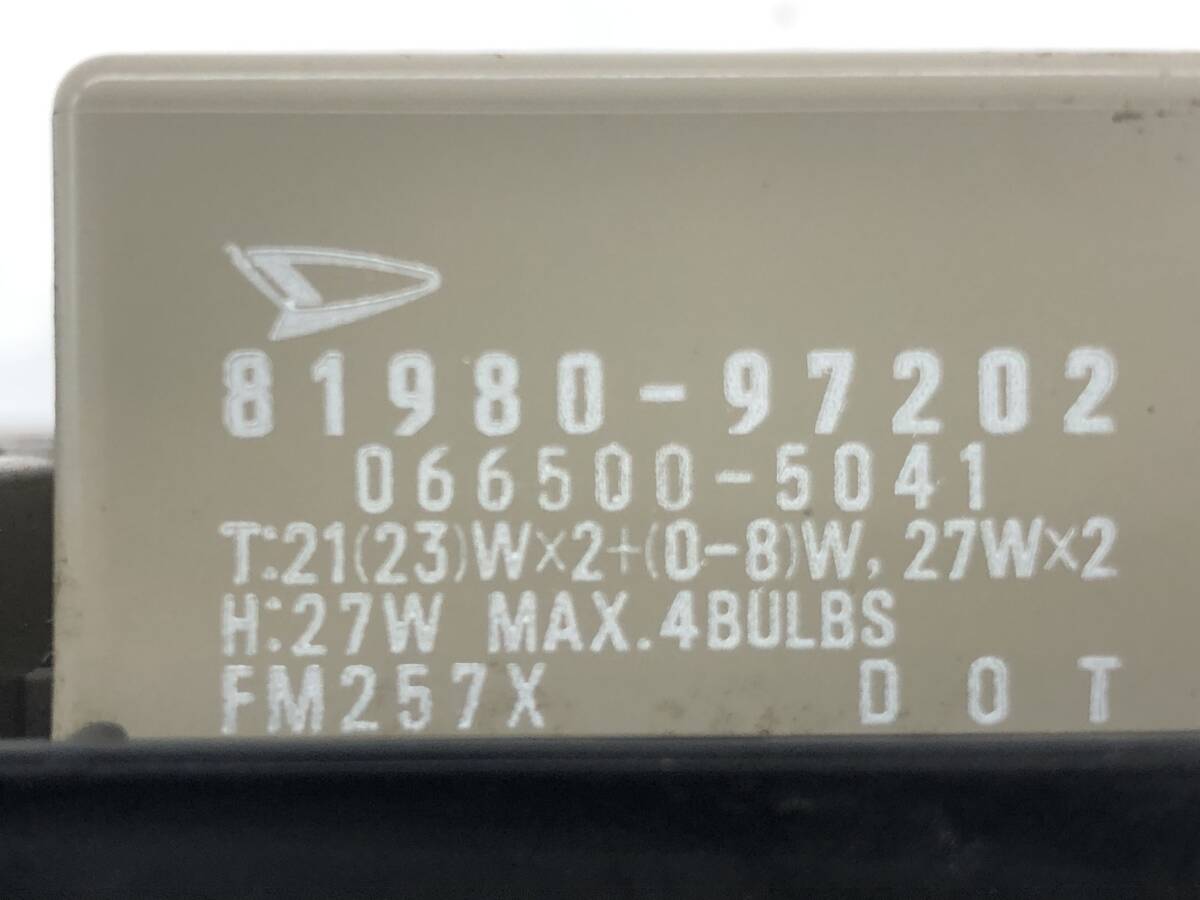 81980-97202
066500-5041
T:21(23)W×2+(0-8)W, 27W×2
H:27W MAX.4BULBS
FM257X DOT